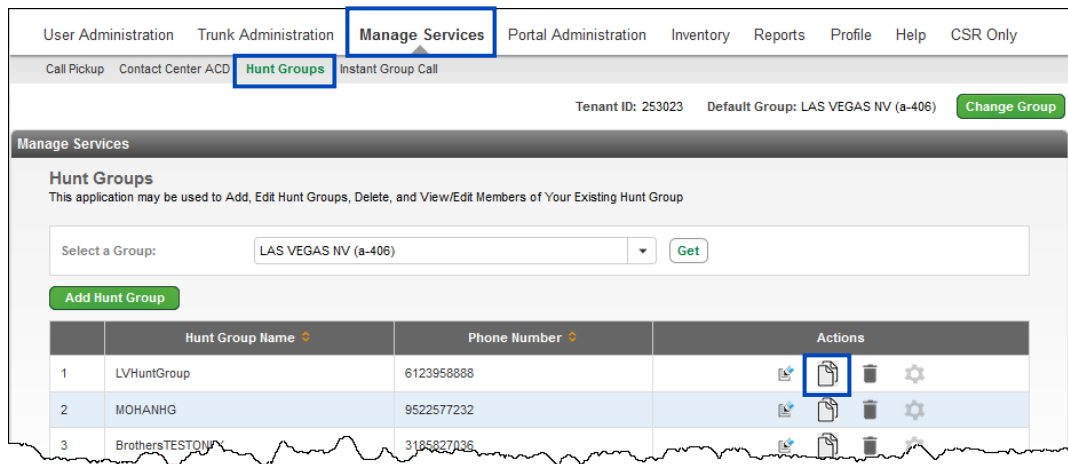 User Administration Trunk Administration Manage Services Portal Administration Inventory Reports Profile Help CSR Only
Call Pickup Contact Center ACD Hunt Groups Instant Group Call
Tenant ID: 253023 Default Group: LAS VEGAS NV (a-406) Change Group
Manage Services
Hunt Groups
This application may be used to Add, Edit Hunt Groups, Delete, and View/Edit Members of Your Existing Hunt Group
Select a Group: LAS VEGAS NV (a-406) Get
Add Hunt Group
Hunt Group Name Phone Number Actions
1 LVHuntGroup 6123958888
2 MOHANHG 9522577232
3 3185827036